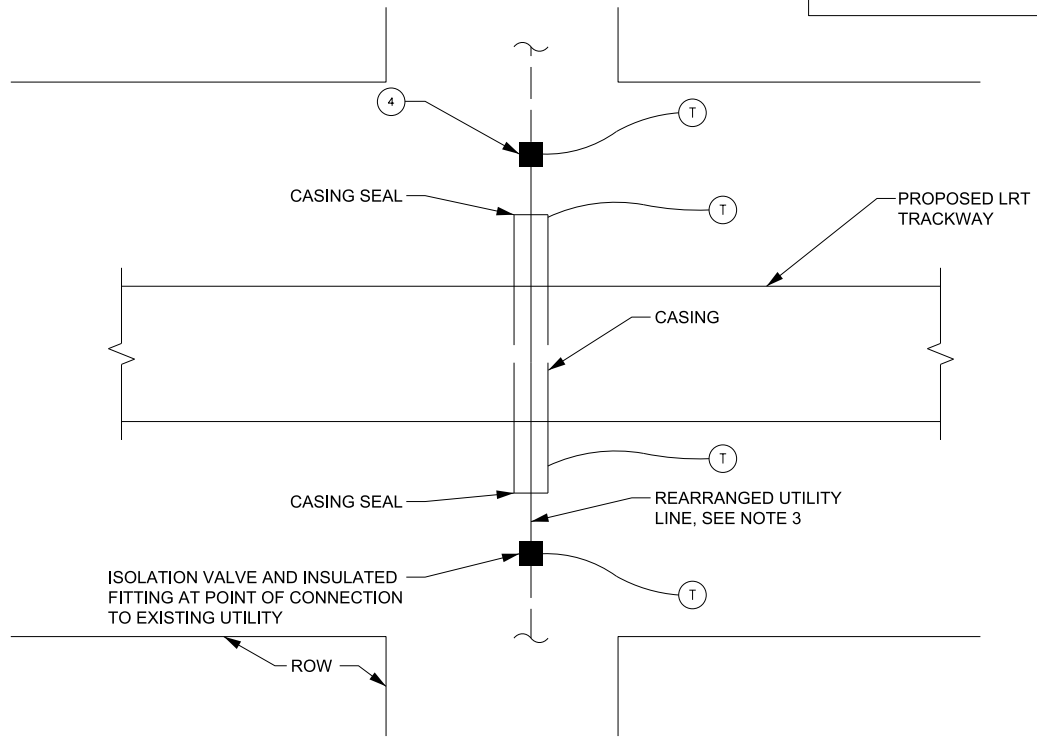 4
T
CASING SEAL
T
PROPOSED LRT
TRACKWAY
CASING
T
CASING SEAL
REARRANGED UTILITY
LINE, SEE NOTE 3
ISOLATION VALVE AND INSULATED
FITTING AT POINT OF CONNECTION
TO EXISTING UTILITY
T
ROW